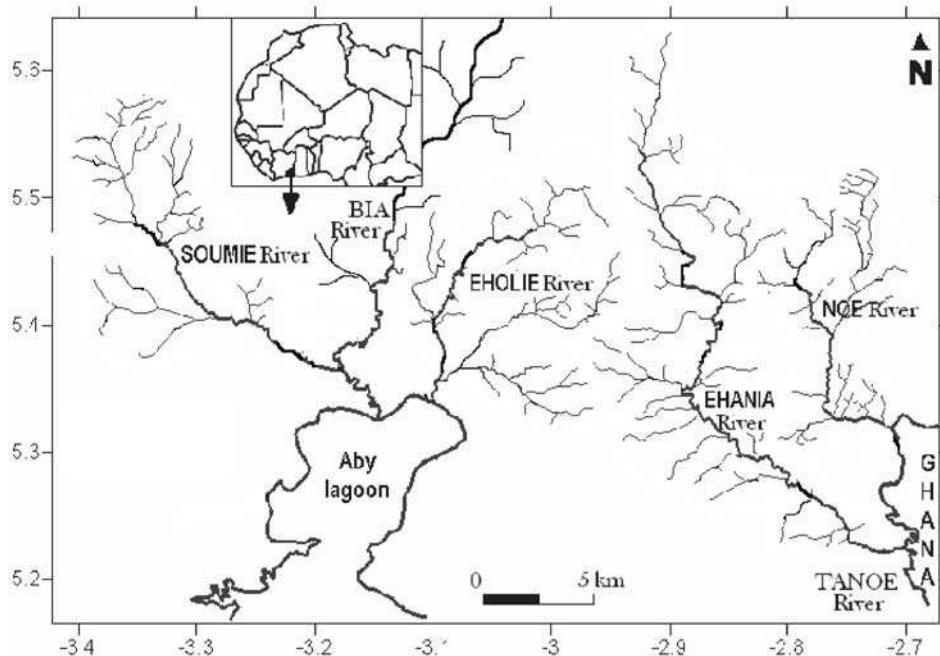 5.6
N
5.5
BIA
River
SOUMIE River
EHOLIE River
5.4
NOE River
EHANIA
River
5.3
Aby
lagoon
G
H
A
N
A
5.2
0 5 km
TANOE
River
-3.4 -3.3 -3.2 -3.1 -3 -2.9 -2.8 -2.7